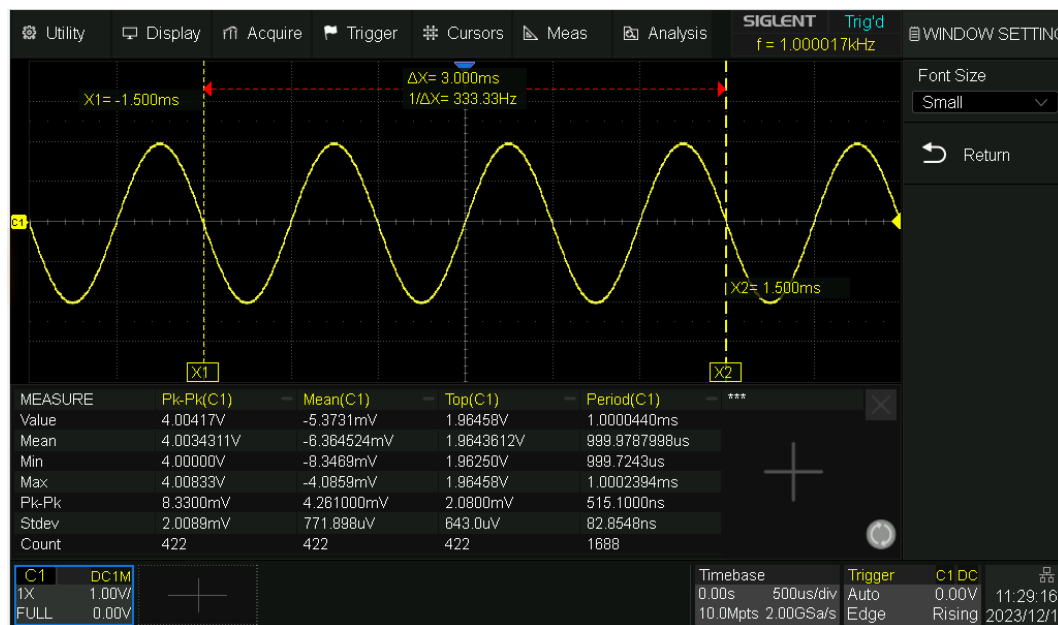 Utility Display Acquire Trigger Cursors Meas Analysis SIGLENT Trig'd
f = 1.000017kHz
WINDOW SETTING
Font Size
Small
Return
ΔX= 3.000ms
1/ΔX= 333.33Hz
X1= -1.500ms
C1
X2= 1.500ms
X1 X2
MEASURE Pk-Pk(C1) Mean(C1) Top(C1) Period(C1) ***
Value 4.00417V -5.3731mV 1.96458V 1.0000440ms
Mean 4.0034311V -6.364524mV 1.9643612V 999.9787998us
Min 4.00000V -8.3469mV 1.96250V 999.7243us
Max 4.00833V -4.0859mV 1.96458V 1.0002394ms
Pk-Pk 8.3300mV 4.261000mV 2.0800mV 515.1000ns
Stdev 2.0089mV 771.898uV 643.0uV 82.8548ns
Count 422 422 422 1688
C1 DC1M
1X 1.00V/
FULL 0.00V
Timebase
0.00s 500us/div
10.0Mpts 2.00GSa/s
Trigger C1 DC
Auto 0.00V
Edge Rising
11:29:16
2023/12/1